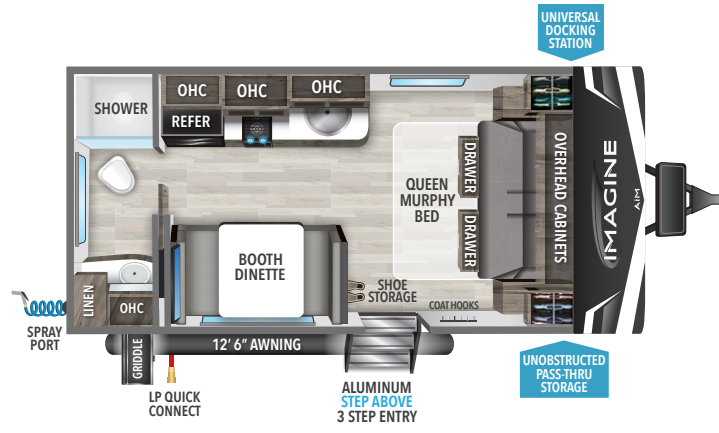 UNIVERSAL
DOCKING
STATION
SHOWER
OHC
OHC
OHC
REFER
QUEEN
MURPHY
BED
DRAWER
DRAWER
OVERHEAD CABINETS
IMAGINE
AIM
BOOTH
DINETTE
SHOE
STORAGE
COAT HOOKS
LINEN
OHC
SPRAY
PORT
GRIDDLE
12' 6" AWNING
LP QUICK
CONNECT
ALUMINUM
STEP ABOVE
3 STEP ENTRY
UNOBSTRUCTED
PASS-THRU
STORAGE